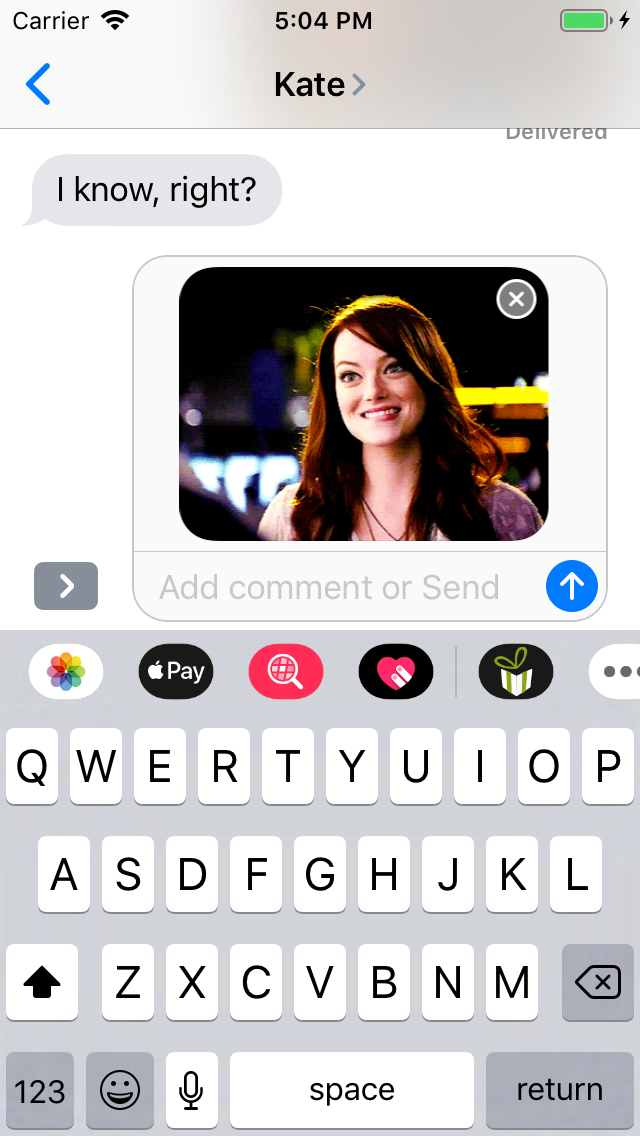 Carrier 5:04 PM
Kate
Delivered
I know, right?
Add comment or Send
Pay
Q W E R T Y U I O P
A S D F G H J K L
Z X C V B N M
123 space return